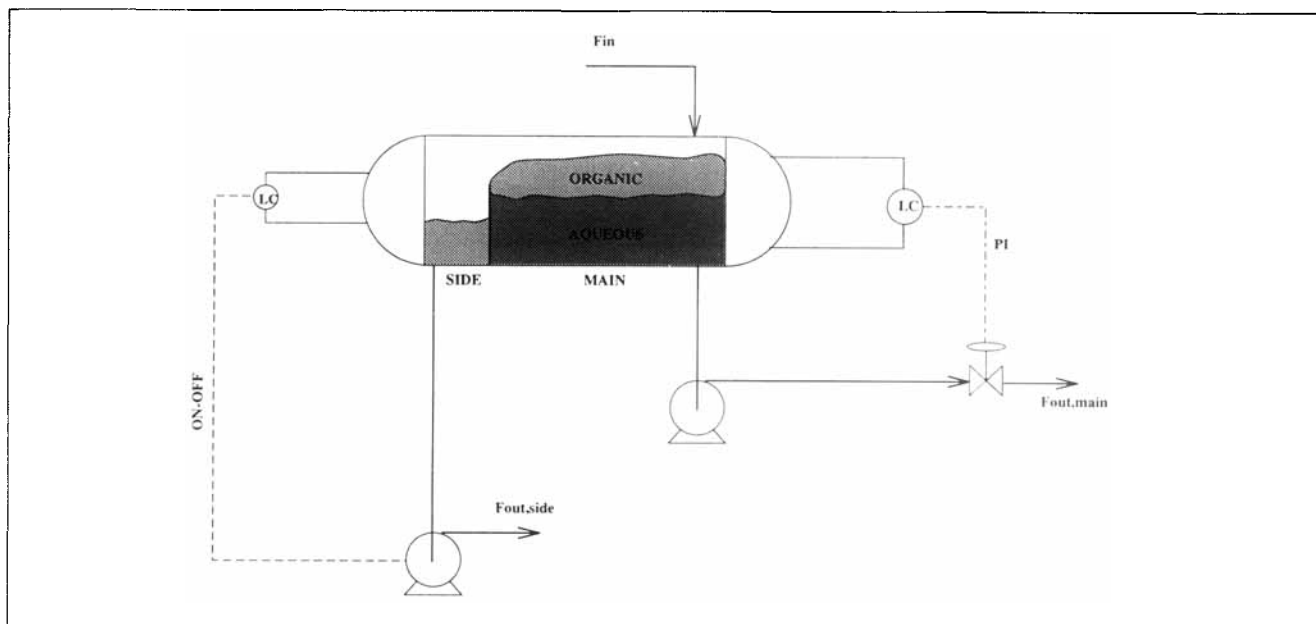 Fin
ORGANIC
LC
LC
AQUEOUS
PI
SIDE
MAIN
ON-OFF
Fout.main
Fout.side